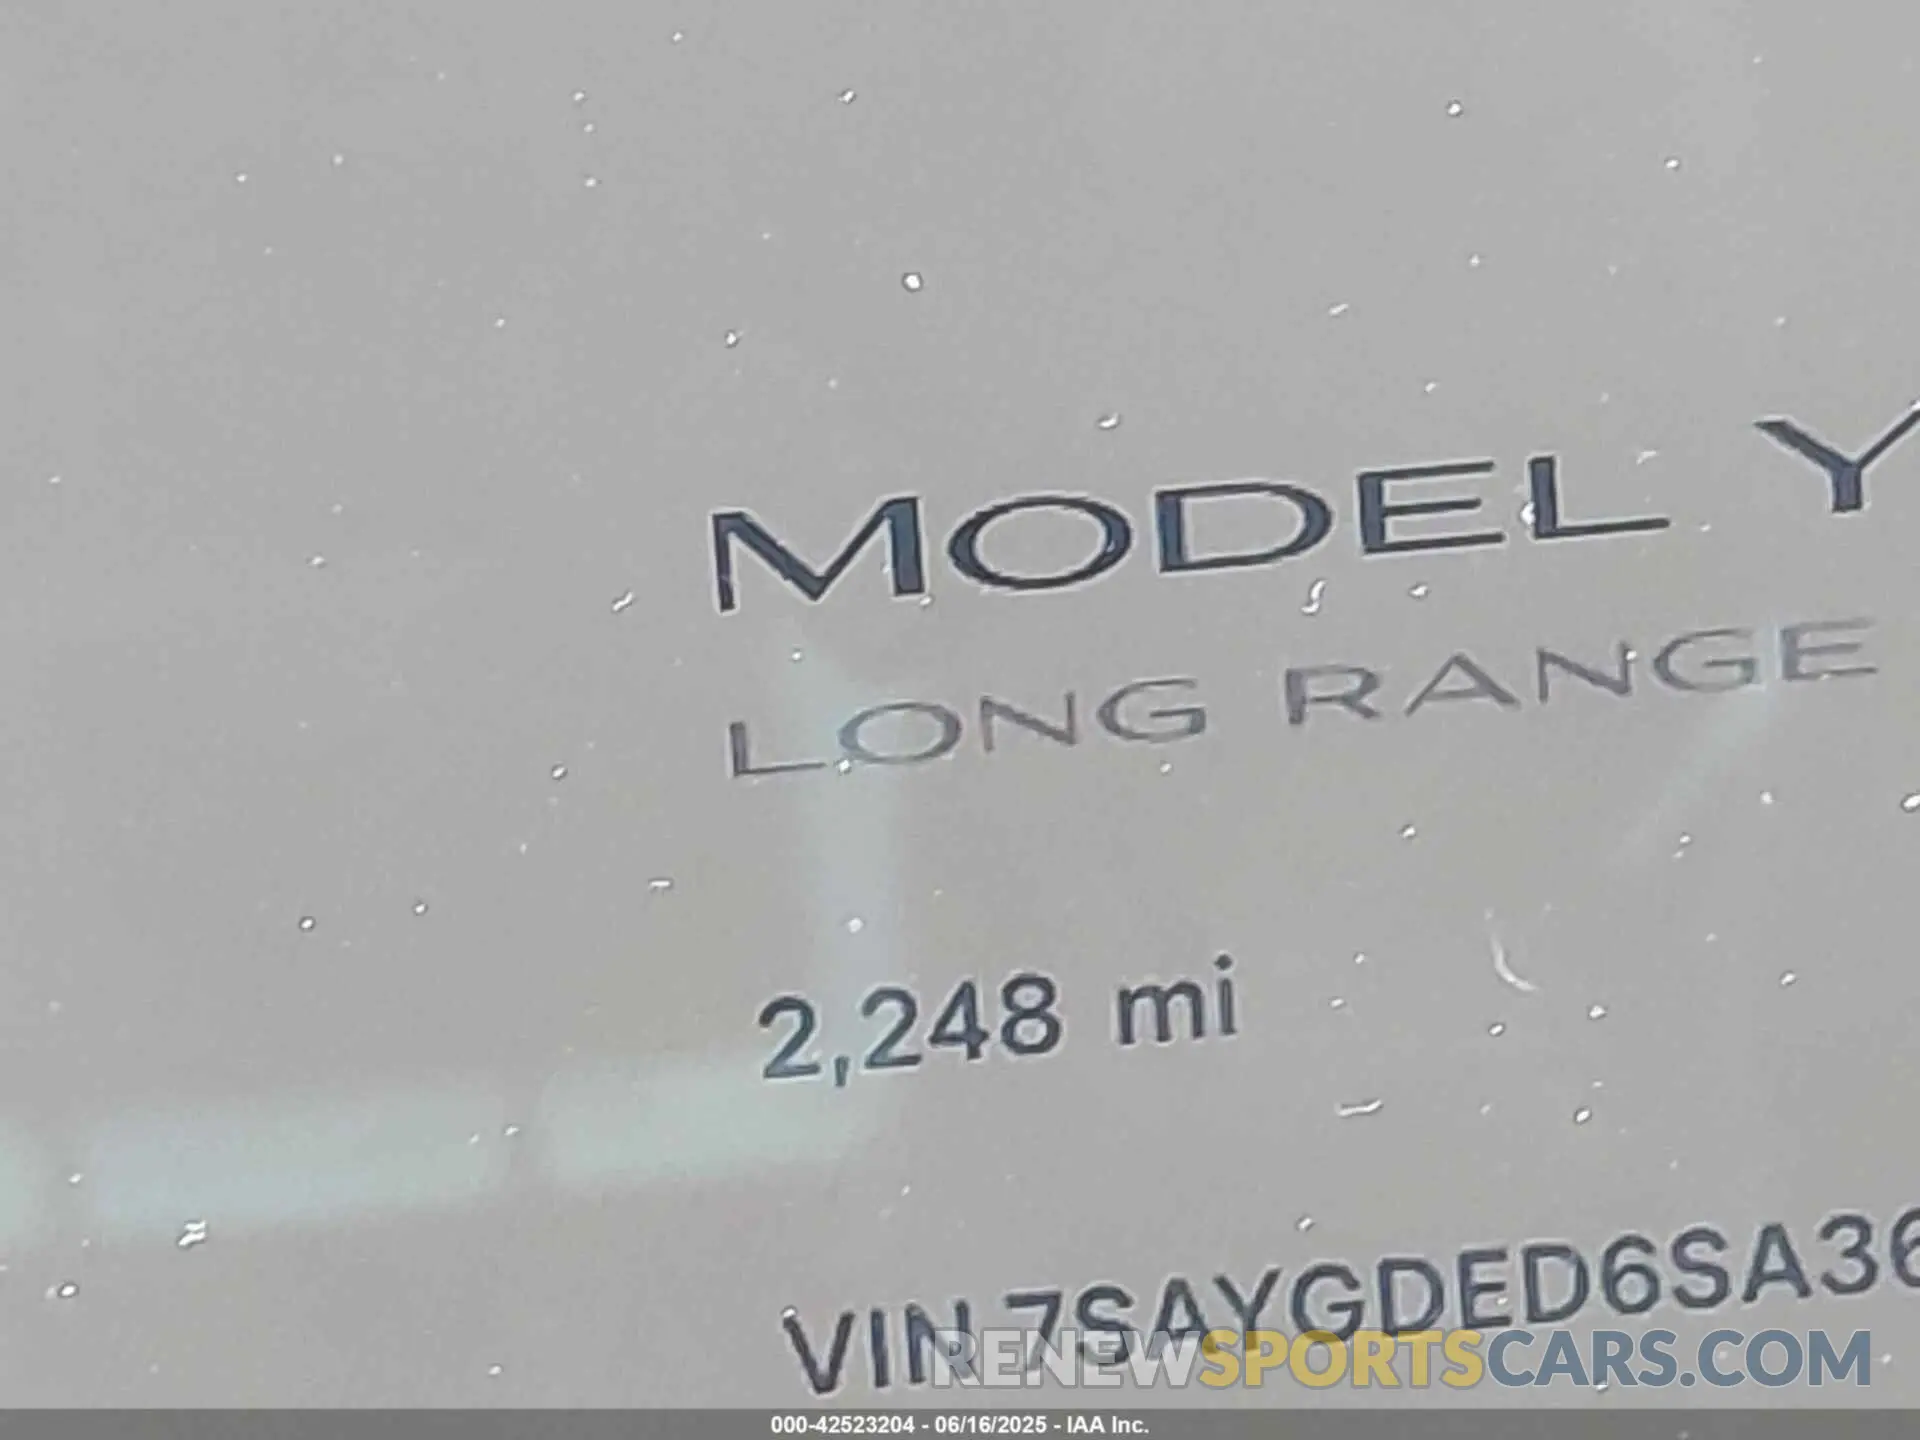 MODEL Y
LONG RANGE
2,248 mi
VIN 7SAYGDED6SA36
RENEWSPORTSCARS.COM
000-42523204 - 06/16/2025 - IAA Inc.